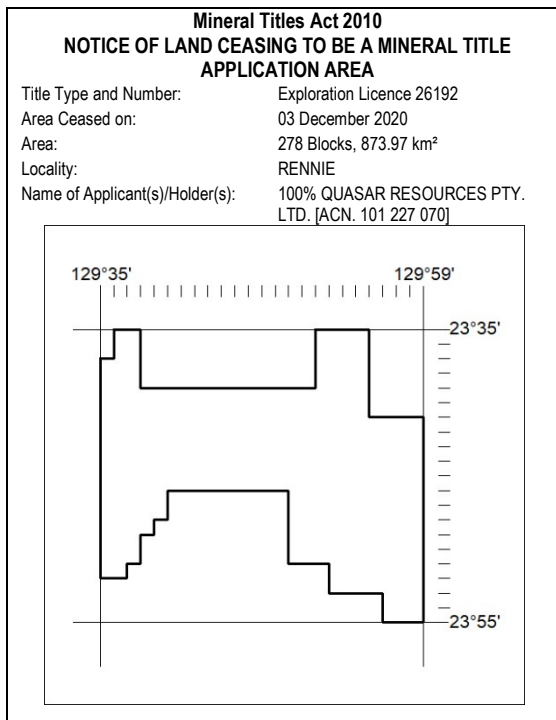 Mineral Titles Act 2010
NOTICE OF LAND CEASING TO BE A MINERAL TITLE
APPLICATION AREA
Title Type and Number: Exploration Licence 26192
Area Ceased on: 03 December 2020
Area: 278 Blocks, 873.97 km²
Locality: RENNIE
Name of Applicant(s)/Holder(s): 100% QUASAR RESOURCES PTY.
LTD. [ACN. 101 227 070]
129°35' 129°59'
23°35'
23°55'